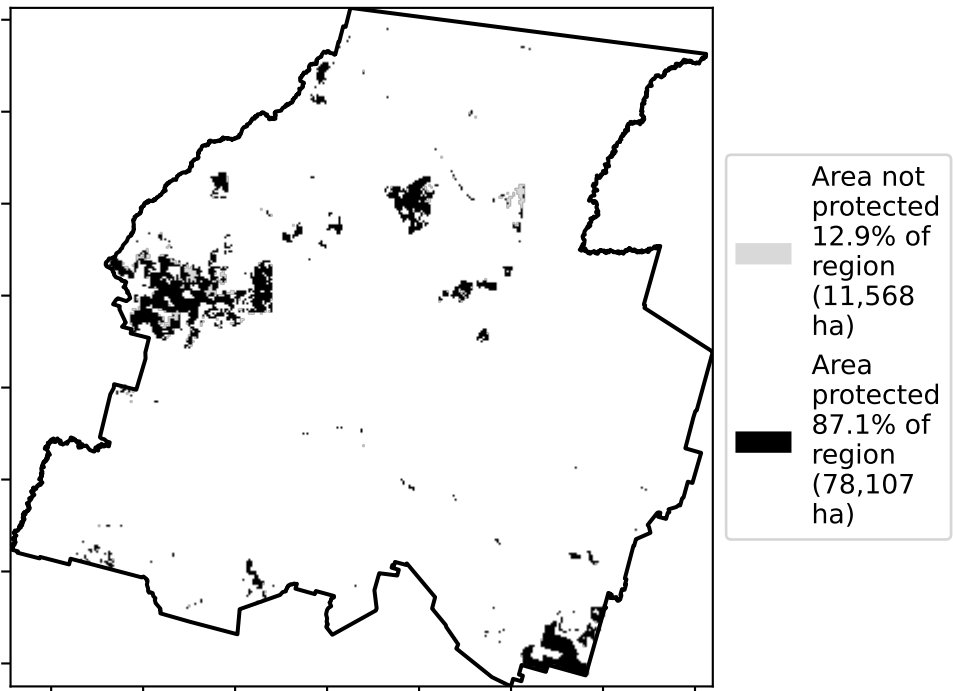 Area not
protected
12.9% of
region
(11,568
ha)
Area
protected
87.1% of
region
(78,107
ha)